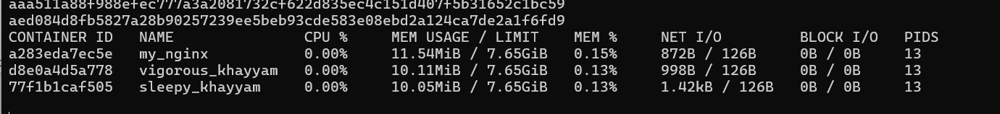 aaa511a88f988efec777a3a2081732cf622d835ec4c151d407f5b31652c1bc59
aed084d8fb5827a28b90257239ee5beb93cde583e08ebd2a124ca7de2a1f6fd9
CONTAINER ID   NAME               CPU %     MEM USAGE / LIMIT     MEM %     NET I/O          BLOCK I/O   PIDS
a283eda7ec5e   my_nginx           0.00%     11.54MiB / 7.65GiB    0.15%     872B / 126B      0B / 0B     13
d8e0a4d5a778   vigorous_khayyam   0.00%     10.11MiB / 7.65GiB    0.13%     998B / 126B      0B / 0B     13
77f1b1caf505   sleepy_khayyam     0.00%     10.05MiB / 7.65GiB    0.13%     1.42kB / 126B    0B / 0B     13